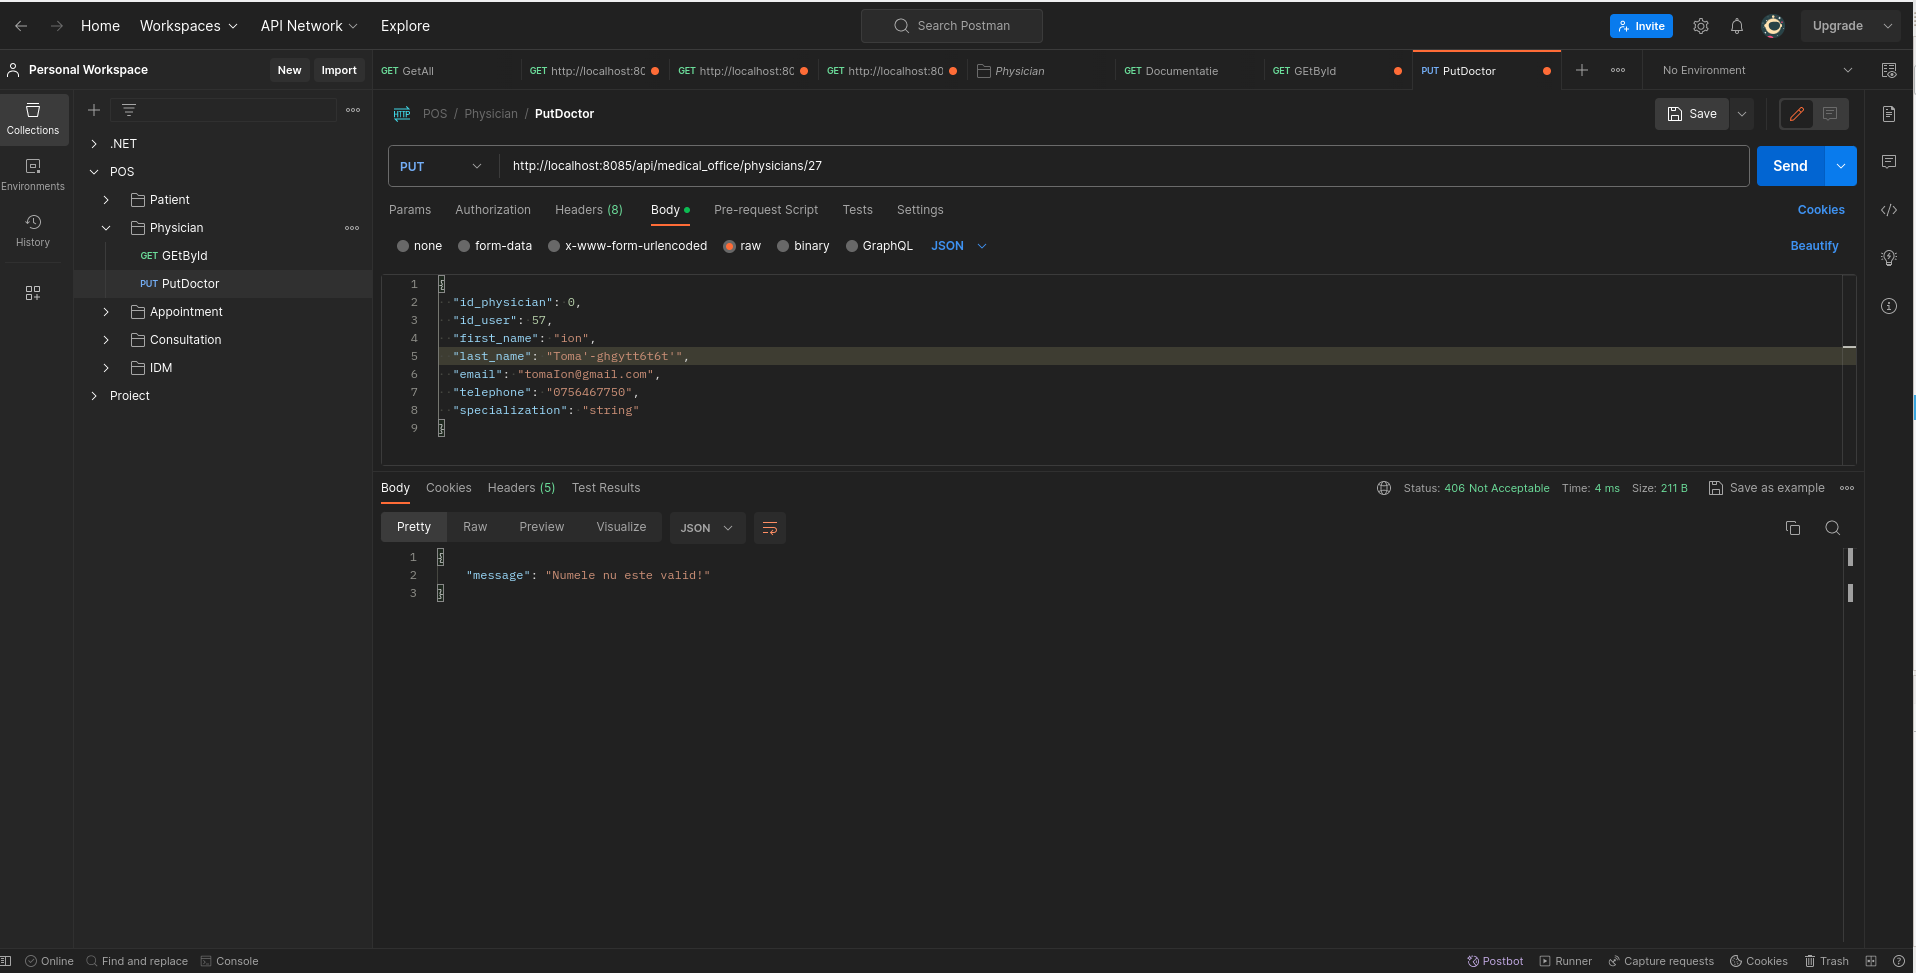 Home Workspaces API Network Explore Search Postman Invite Upgrade
Personal Workspace New Import GET GetAll GET http://localhost:80 GET http://localhost:80 GET http://localhost:80 Physician GET Documentatie GET GEtById PUT PutDoctor No Environment
Collections
Environments
History
.NET
POS
Patient
Physician
GET GEtById
PUT PutDoctor
Appointment
Consultation
IDM
Proiect
HTTP POS / Physician / PutDoctor Save
PUT http://localhost:8085/api/medical_office/physicians/27 Send
Params Authorization Headers (8) Body Pre-request Script Tests Settings Cookies
none form-data x-www-form-urlencoded raw binary GraphQL JSON Beautify
1 {
2 "id_physician": 0,
3 "id_user": 57,
4 "first_name": "ion",
5 "last_name": "Toma'-ghgytt6t6t'",
6 "email": "tomaIon@gmail.com",
7 "telephone": "0756467750",
8 "specialization": "string"
9 }
Body Cookies Headers (5) Test Results Status: 406 Not Acceptable Time: 4 ms Size: 211 B Save as example
Pretty Raw Preview Visualize JSON
1 {
2 "message": "Numele nu este valid!"
3 }
Online Find and replace Console Postbot Runner Capture requests Cookies Trash